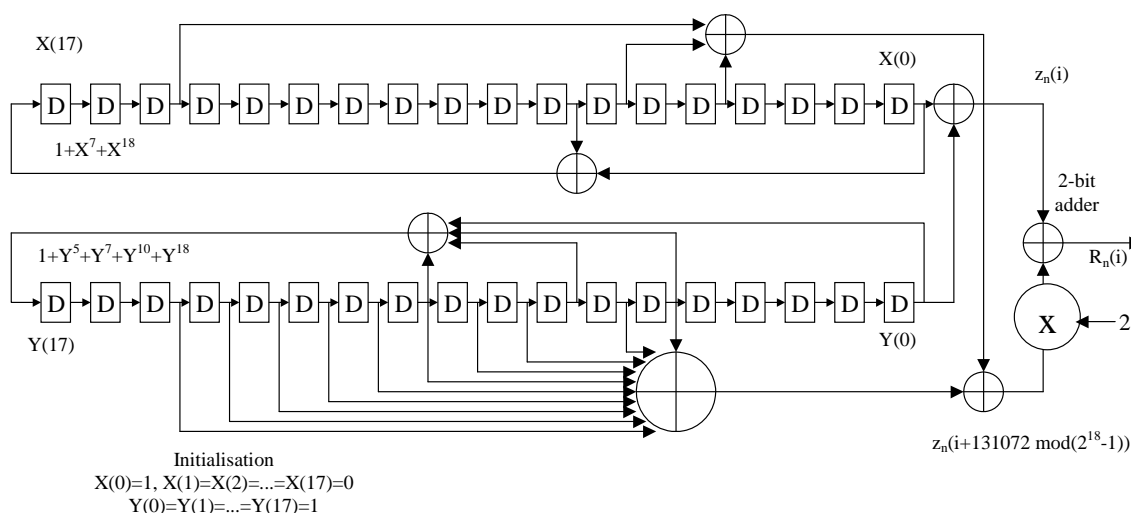 X(17)
X(0)
z_n(i)
D D D D D D D D D D D D D D D D D D
1+X^7+X^18
2-bit
adder
1+Y^5+Y^7+Y^10+Y^18
R_n(i)
D D D D D D D D D D D D D D D D D D
Y(17)
Y(0)
X
2
z_n(i+131072 mod(2^18-1))
Initialisation
X(0)=1, X(1)=X(2)=...=X(17)=0
Y(0)=Y(1)=...=Y(17)=1